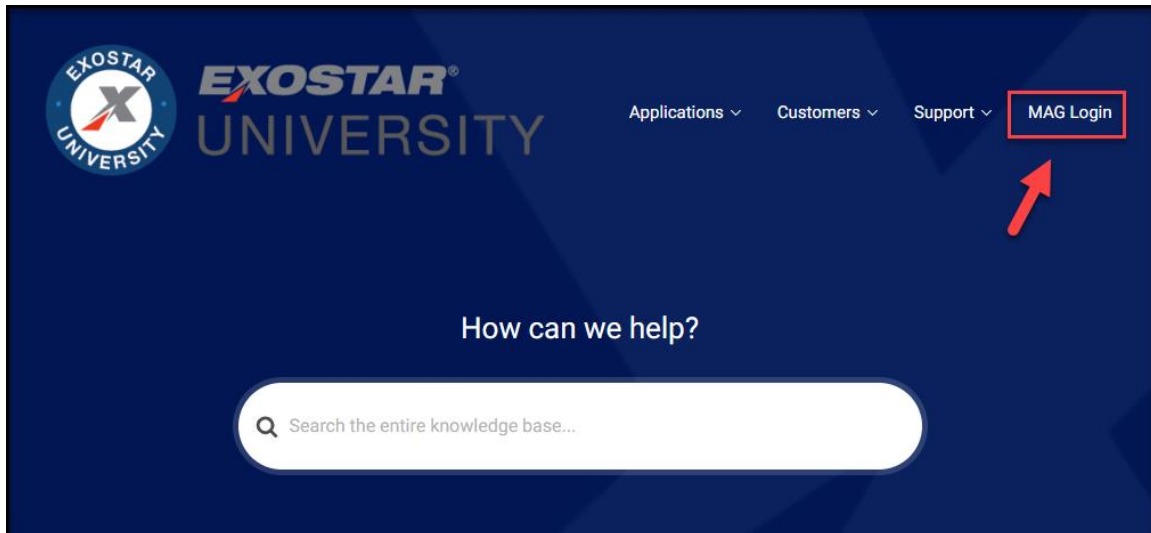 EXOSTAR
UNIVERSITY
EXOSTAR®
UNIVERSITY
Applications
Customers
Support
MAG Login
How can we help?
Search the entire knowledge base...